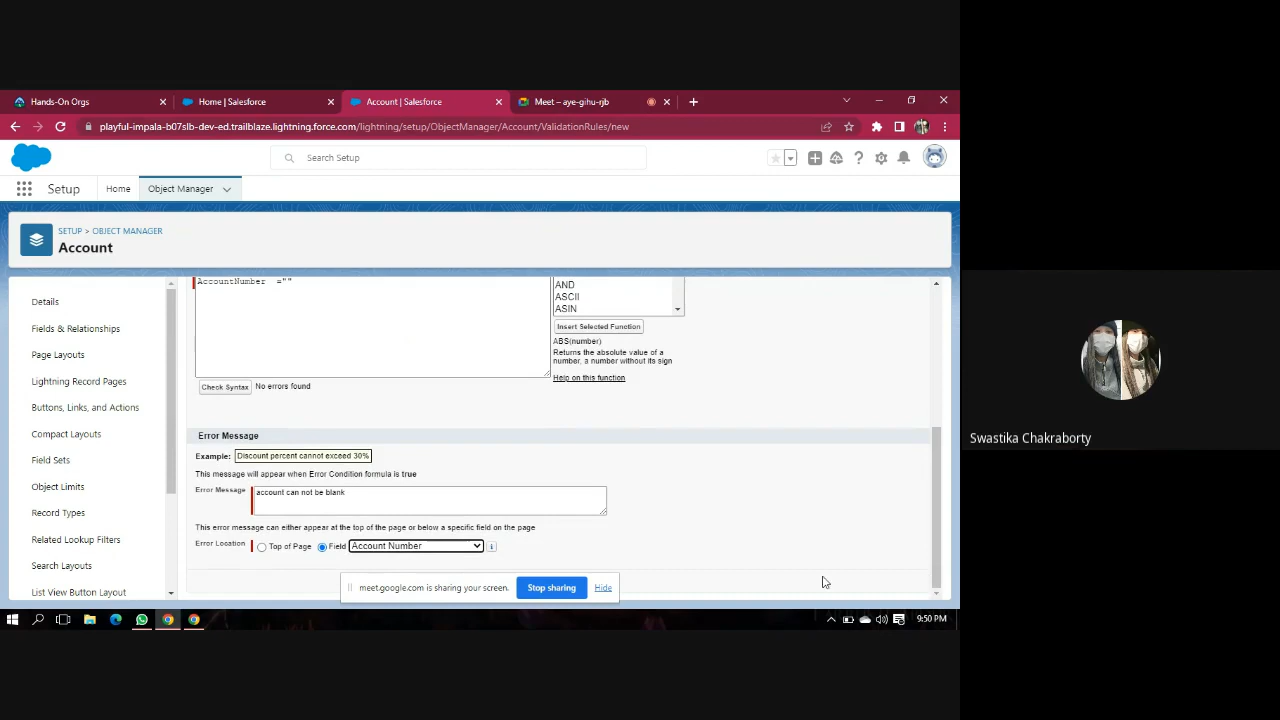 Hands-On Orgs
Home | Salesforce
Account | Salesforce
Meet – aye-gihu-rjb
playful-impala-b07slb-dev-ed.trailblaze.lightning.force.com/lightning/setup/ObjectManager/Account/ValidationRules/new
Search Setup
Setup
Home
Object Manager
SETUP > OBJECT MANAGER
Account
Details
Fields & Relationships
Page Layouts
Lightning Record Pages
Buttons, Links, and Actions
Compact Layouts
Field Sets
Object Limits
Record Types
Related Lookup Filters
Search Layouts
List View Button Layout
AccountNumber =""
AND
ASCII
ASIN
Insert Selected Function
ABS(number)
Returns the absolute value of a
number, a number without its sign
Help on this function
Check Syntax No errors found
Error Message
Example: Discount percent cannot exceed 30%
This message will appear when Error Condition formula is true
Error Message account can not be blank
This error message can either appear at the top of the page or below a specific field on the page
Error Location Top of Page Field Account Number
meet.google.com is sharing your screen. Stop sharing Hide
9:50 PM
Swastika Chakraborty